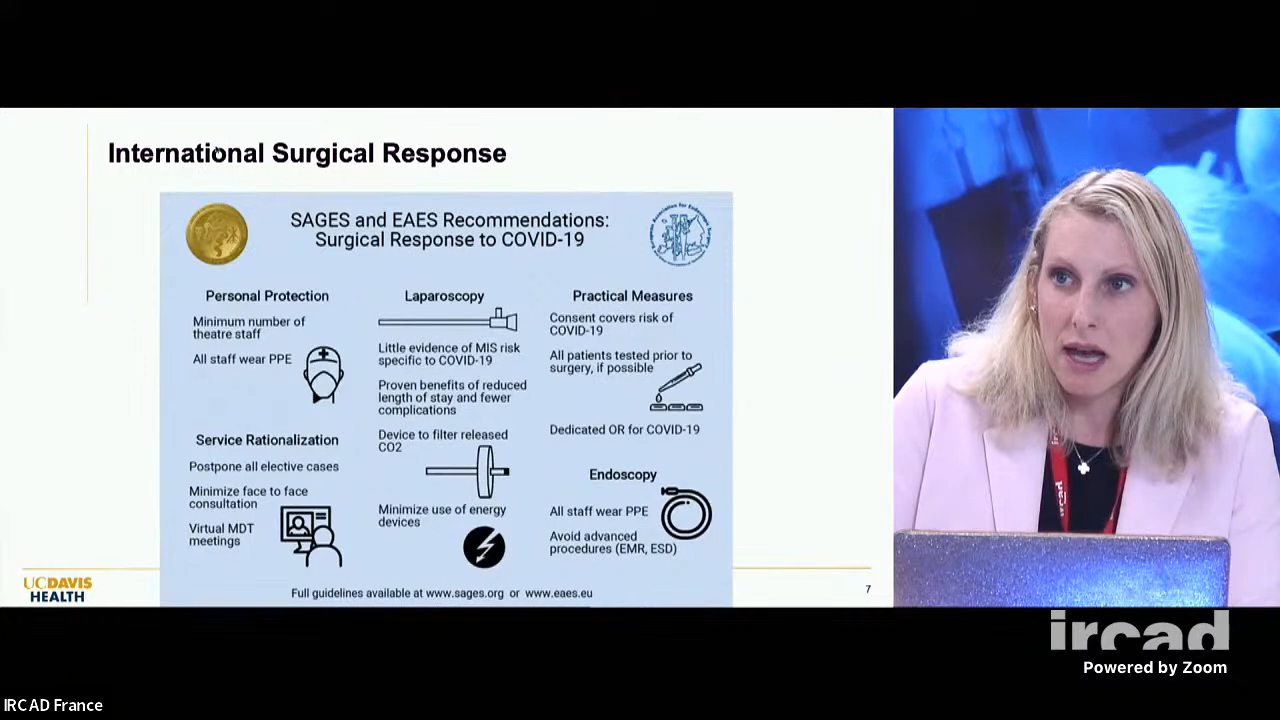 International Surgical Response
SAGES and EAES Recommendations:
Surgical Response to COVID-19
Personal Protection
Minimum number of
theatre staff
All staff wear PPE
Service Rationalization
Postpone all elective cases
Minimize face to face
consultation
Virtual MDT
meetings
Laparoscopy
Little evidence of MIS risk
specific to COVID-19
Proven benefits of reduced
length of stay and fewer
complications
Device to filter released
CO2
Minimize use of energy
devices
Practical Measures
Consent covers risk of
COVID-19
All patients tested prior to
surgery, if possible
Dedicated OR for COVID-19
Endoscopy
All staff wear PPE
Avoid advanced
procedures (EMR, ESD)
Full guidelines available at www.sages.org or www.eaes.eu
UCDAVIS
HEALTH
7
ircad
ircad
Powered by Zoom
IRCAD France